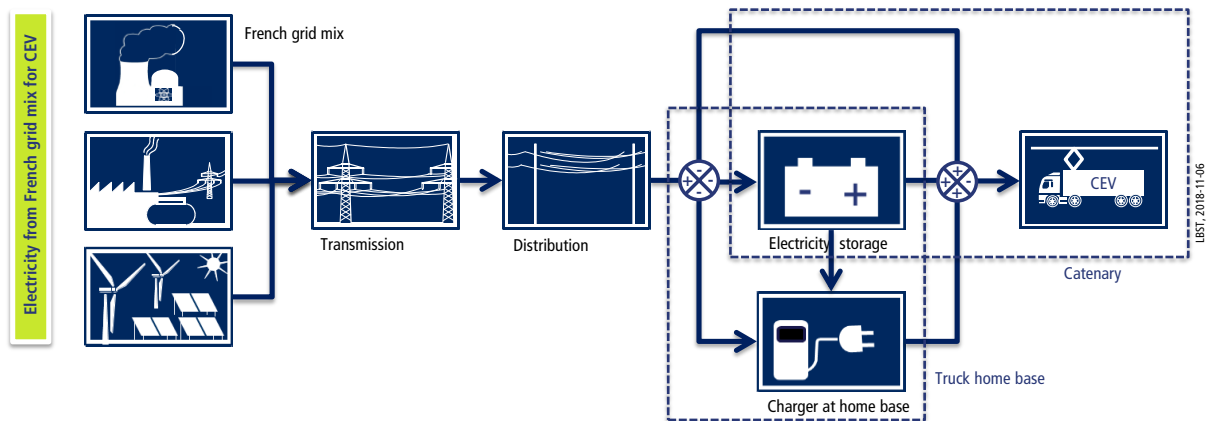 Electricity from French grid mix for CEV
French grid mix
Transmission
Distribution
Electricity storage
Charger at home base
CEV
Catenary
Truck home base
LBST, 2018-11-06